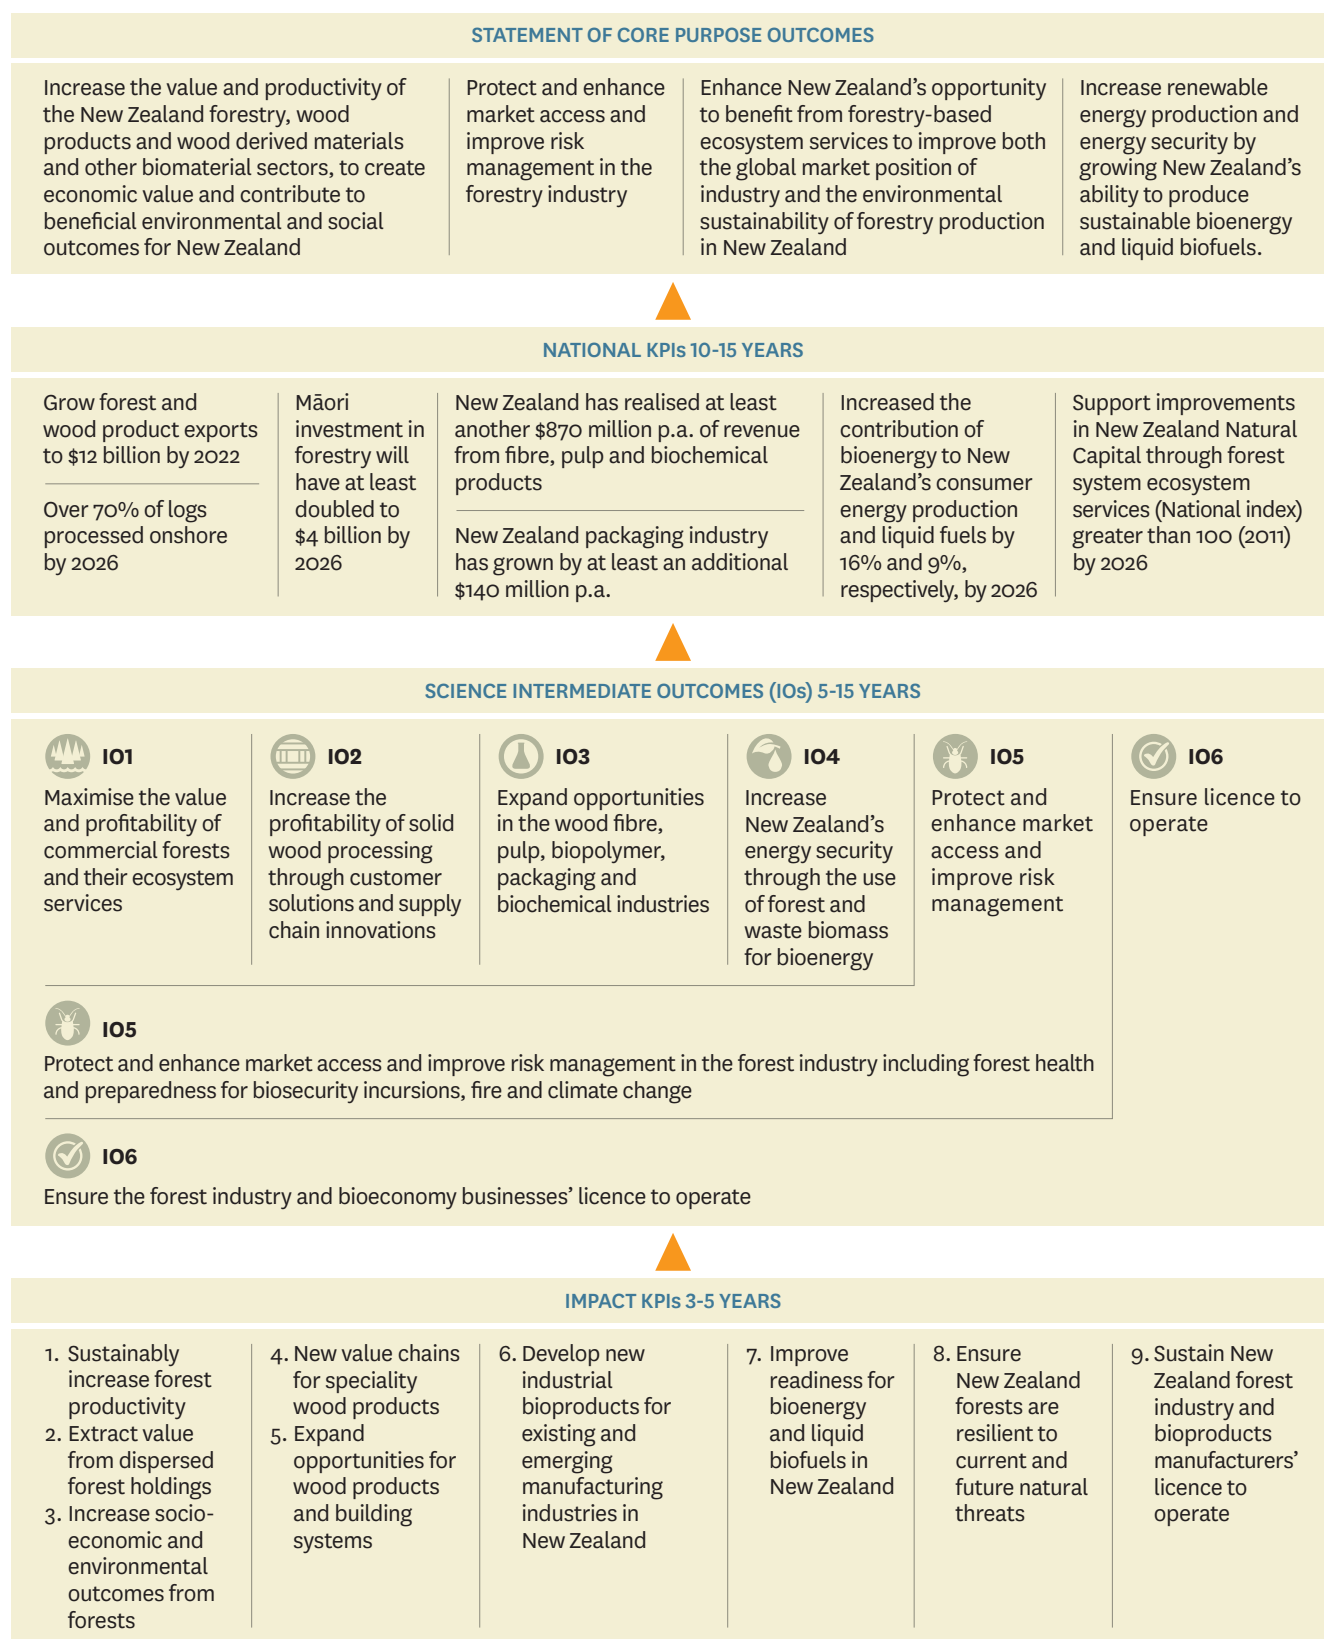 STATEMENT OF CORE PURPOSE OUTCOMES
Increase the value and productivity of
the New Zealand forestry, wood
products and wood derived materials
and other biomaterial sectors, to create
economic value and contribute to
beneficial environmental and social
outcomes for New Zealand
Protect and enhance
market access and
improve risk
management in the
forestry industry
Enhance New Zealand's opportunity
to benefit from forestry-based
ecosystem services to improve both
the global market position of
industry and the environmental
sustainability of forestry production
in New Zealand
Increase renewable
energy production and
energy security by
growing New Zealand's
ability to produce
sustainable bioenergy
and liquid biofuels.
NATIONAL KPIs 10-15 YEARS
Grow forest and
wood product exports
to $12 billion by 2022
Over 70% of logs
processed onshore
by 2026
Māori
investment in
forestry will
have at least
doubled to
$4 billion by
2026
New Zealand has realised at least
another $870 million p.a. of revenue
from fibre, pulp and biochemical
products
New Zealand packaging industry
has grown by at least an additional
$140 million p.a.
Increased the
contribution of
bioenergy to New
Zealand's consumer
energy production
and liquid fuels by
16% and 9%,
respectively, by 2026
Support improvements
in New Zealand Natural
Capital through forest
system ecosystem
services (National index)
greater than 100 (2011)
by 2026
SCIENCE INTERMEDIATE OUTCOMES (IOs) 5-15 YEARS
IO1
Maximise the value
and profitability of
commercial forests
and their ecosystem
services
IO2
Increase the
profitability of solid
wood processing
through customer
solutions and supply
chain innovations
IO3
Expand opportunities
in the wood fibre,
pulp, biopolymer,
packaging and
biochemical industries
IO4
Increase
New Zealand's
energy security
through the use
of forest and
waste biomass
for bioenergy
IO5
Protect and
enhance market
access and
improve risk
management
IO6
Ensure licence to
operate
IO5
Protect and enhance market access and improve risk management in the forest industry including forest health
and preparedness for biosecurity incursions, fire and climate change
IO6
Ensure the forest industry and bioeconomy businesses' licence to operate
IMPACT KPIs 3-5 YEARS
1. Sustainably
increase forest
productivity
2. Extract value
from dispersed
forest holdings
3. Increase socio-
economic and
environmental
outcomes from
forests
4. New value chains
for speciality
wood products
5. Expand
opportunities for
wood products
and building
systems
6. Develop new
industrial
bioproducts for
existing and
emerging
manufacturing
industries in
New Zealand
7. Improve
readiness for
bioenergy
and liquid
biofuels in
New Zealand
8. Ensure
New Zealand
forests are
resilient to
current and
future natural
threats
9. Sustain New
Zealand forest
industry and
bioproducts
manufacturers'
licence to
operate